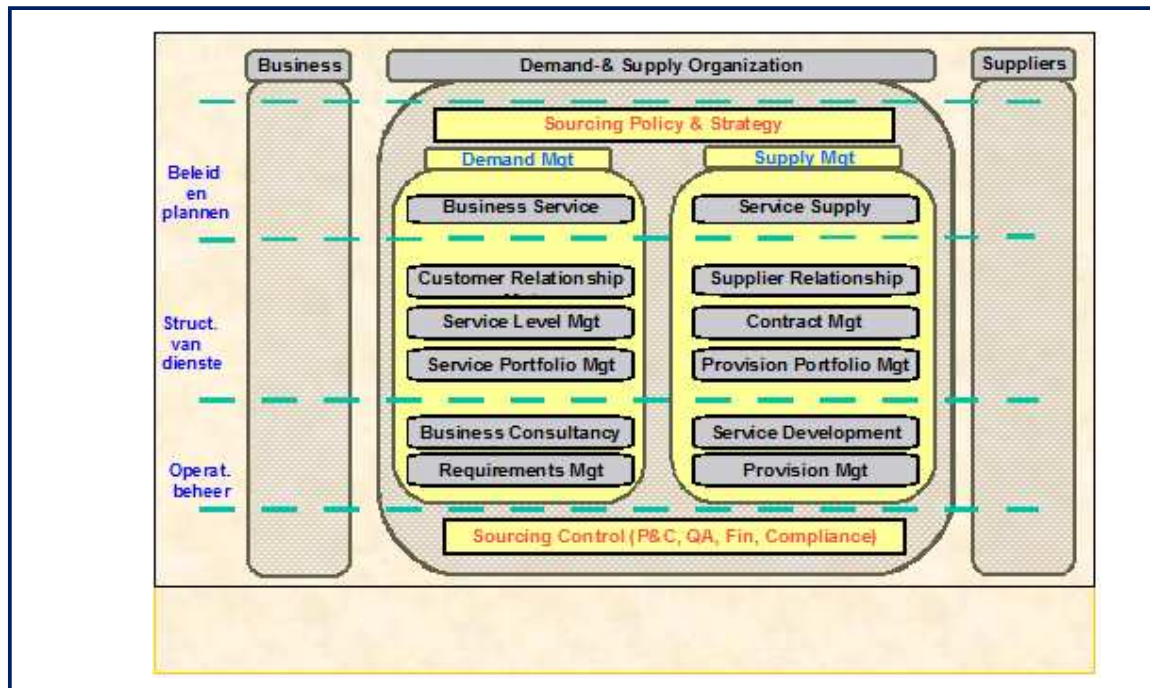 Business
Demand-& Supply Organization
Suppliers
Sourcing Policy & Strategy
Demand Mgt
Supply Mgt
Beleid
en
plannen
Business Service
Service Supply
Customer Relationship
Supplier Relationship
Struct.
van
dienste
Service Level Mgt
Contract Mgt
Service Portfolio Mgt
Provision Portfolio Mgt
Business Consultancy
Service Development
Operat.
beheer
Requirements Mgt
Provision Mgt
Sourcing Control (P&C, QA, Fin, Compliance)